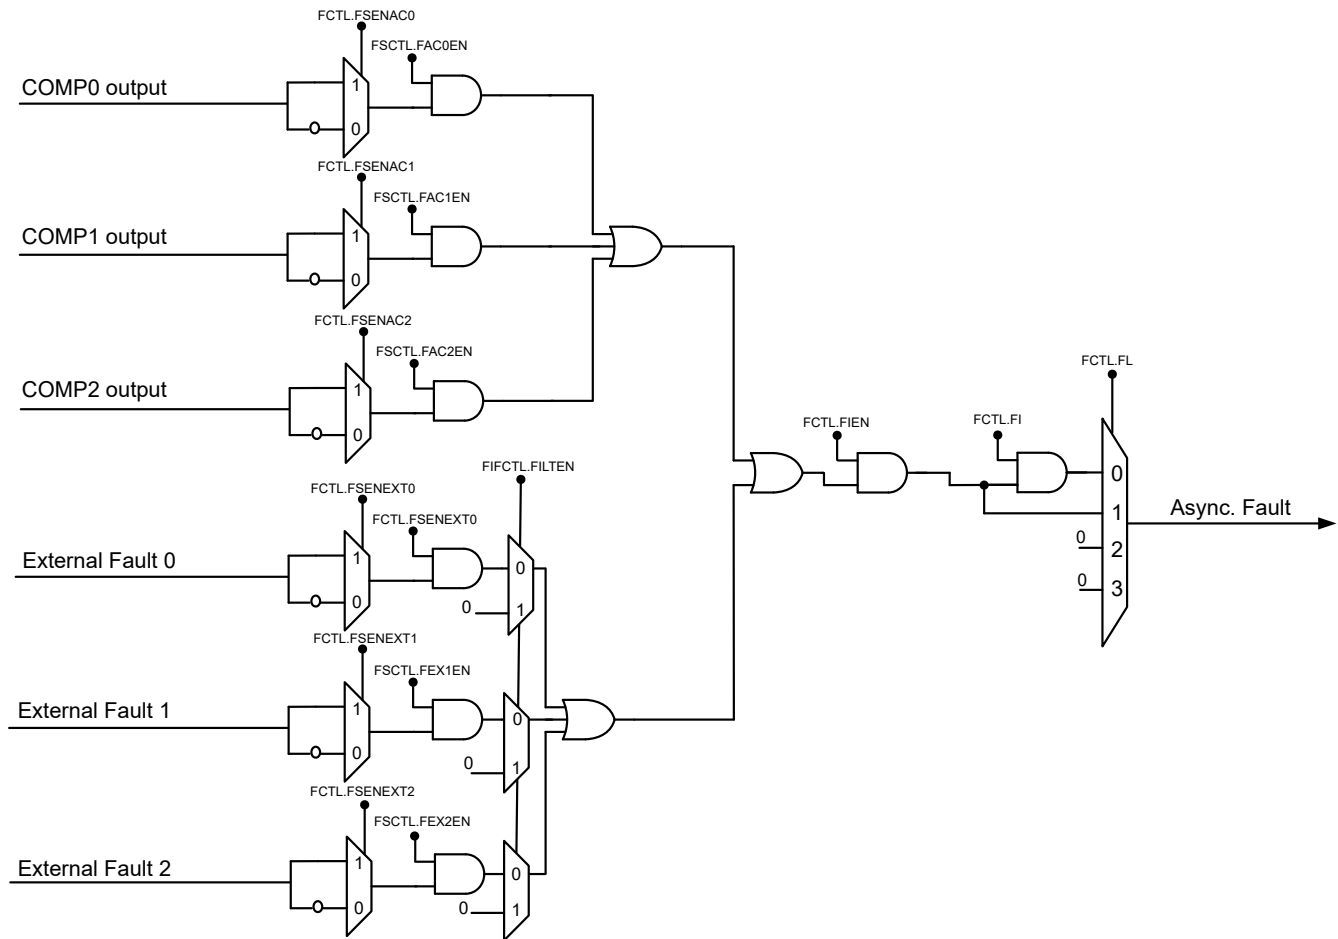 FCTL.FSENAC0
FSCTL.FAC0EN
COMP0 output
1
0
FCTL.FSENAC1
FSCTL.FAC1EN
COMP1 output
1
0
FCTL.FSENAC2
FSCTL.FAC2EN
COMP2 output
1
0
FCTL.FL
FCTL.FIEN
FCTL.FI
0
1
Async. Fault
0
2
0
3
FIFCTL.FILTEN
FCTL.FSENEXT0
FCTL.FSENEXT0
External Fault 0
1
0
0
0
1
FCTL.FSENEXT1
FSCTL.FEX1EN
External Fault 1
1
0
0
0
1
FCTL.FSENEXT2
FSCTL.FEX2EN
External Fault 2
1
0
0
0
1